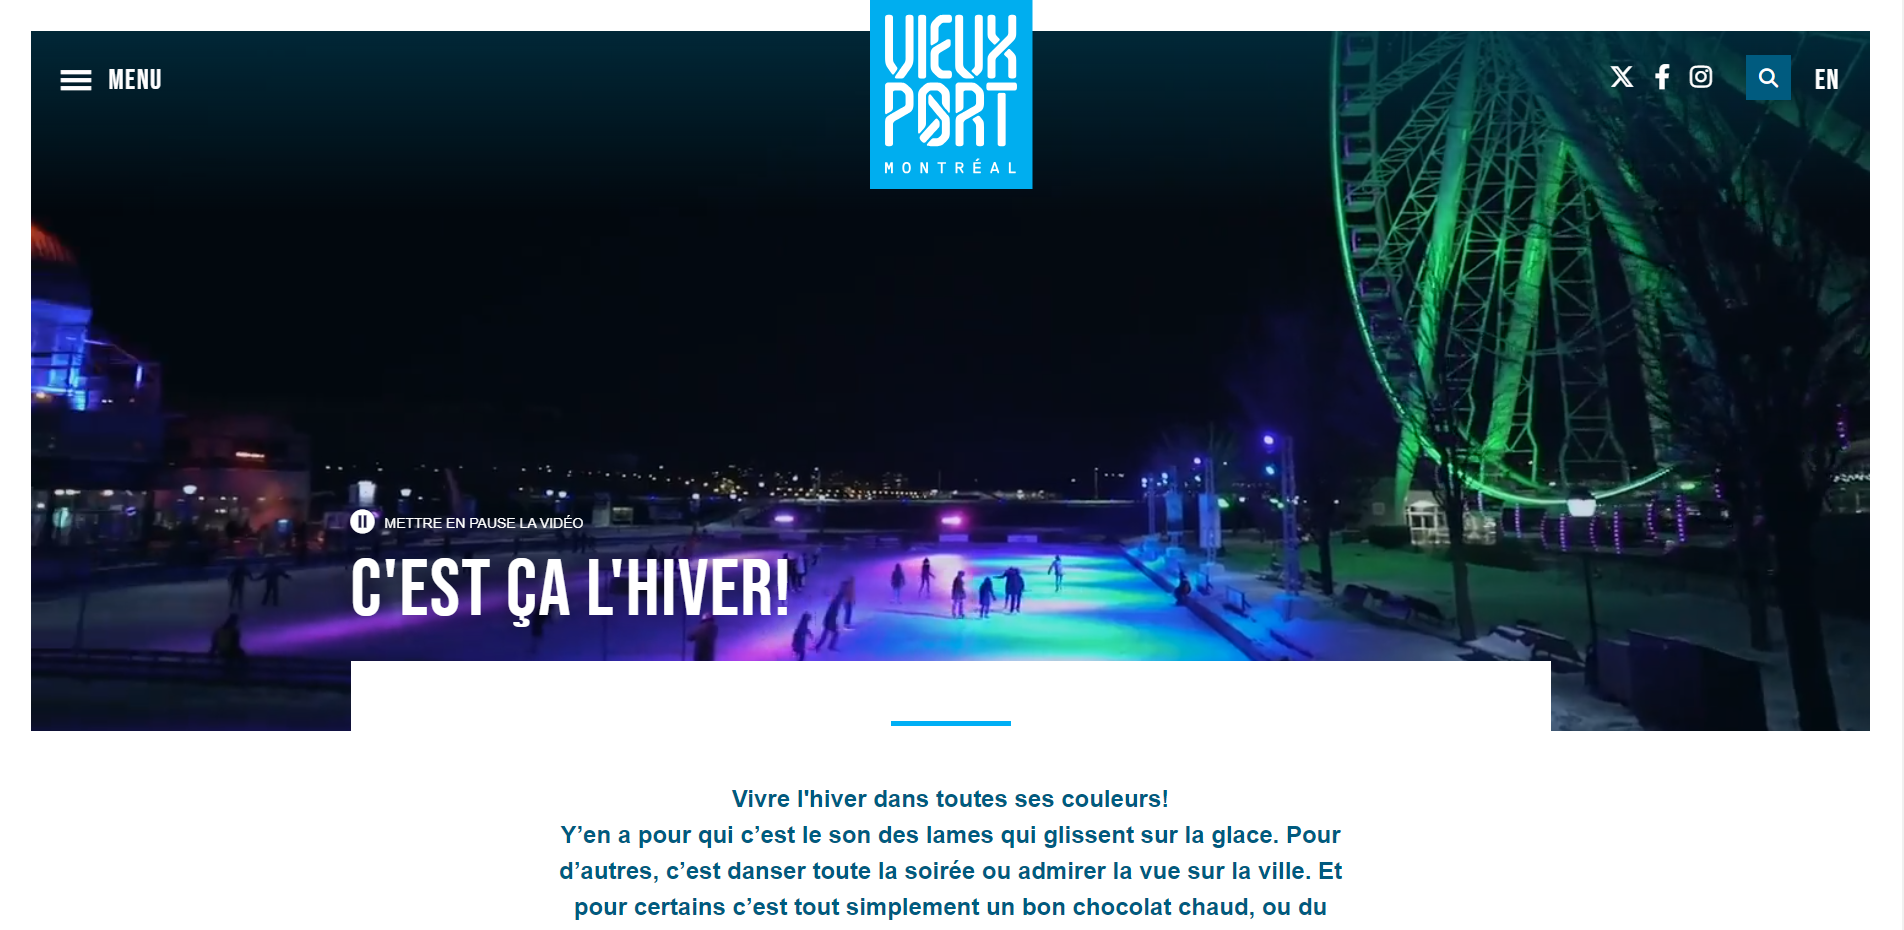 MENU
VIEUX
PORT
MONTRÉAL
EN
METTRE EN PAUSE LA VIDÉO
C'EST ÇA L'HIVER!
Vivre l'hiver dans toutes ses couleurs!
Y’en a pour qui c’est le son des lames qui glissent sur la glace. Pour
d’autres, c’est danser toute la soirée ou admirer la vue sur la ville. Et
pour certains c’est tout simplement un bon chocolat chaud, ou du